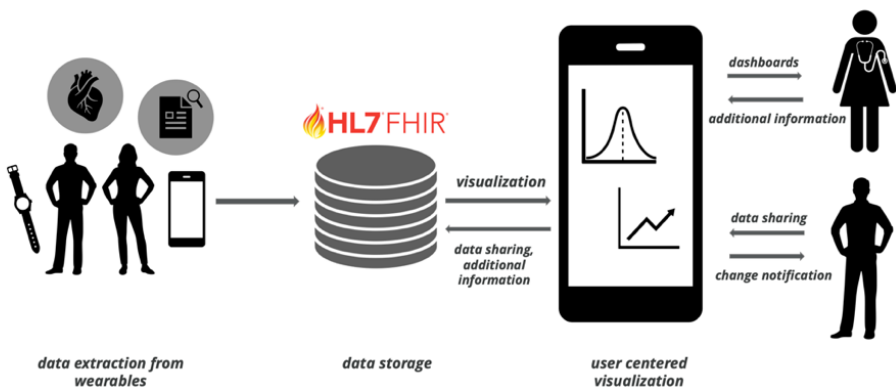 HL7 FHIR
dashboards
additional information
visualization
data sharing,
additional
information
data sharing
change notification
data extraction from
wearables
data storage
user centered
visualization